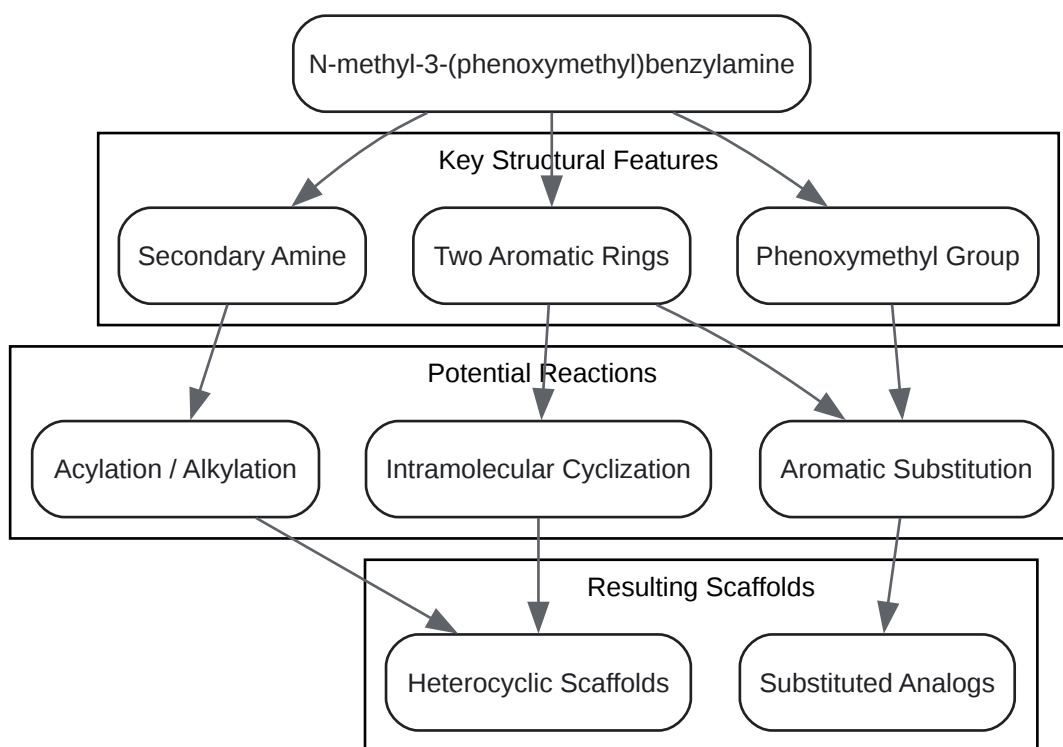 N-methyl-3-(phenoxymethyl)benzylamine
Key Structural Features
Secondary Amine
Two Aromatic Rings
Phenoxymethyl Group
Potential Reactions
Acylation / Alkylation
Intramolecular Cyclization
Aromatic Substitution
Resulting Scaffolds
Heterocyclic Scaffolds
Substituted Analogs